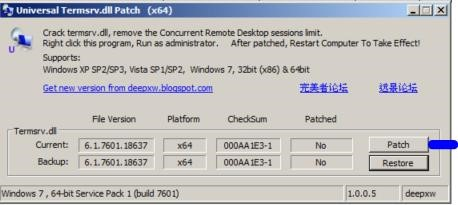 Universal Termsrv.dll Patch (x64)
Crack termsrv.dll, remove the Concurrent Remote Desktop sessions limit.
Right click this program, Run as administrator. After patched, Restart Computer To Take Effect!
Supports:
Windows XP SP2/SP3, Vista SP1/SP2, Windows 7, 32bit (x86) & 64bit
Get new version from deepxw.blogspot.com 完美者论坛 远景论坛
File Version Platform CheckSum Patched
Termsrv.dll
Current: 6.1.7601.18637 x64 000AA1E3-1 No Patch
Backup: 6.1.7601.18637 x64 000AA1E3-1 No Restore
Windows 7 , 64-bit Service Pack 1 (build 7601) 1.0.0.5 deepxw